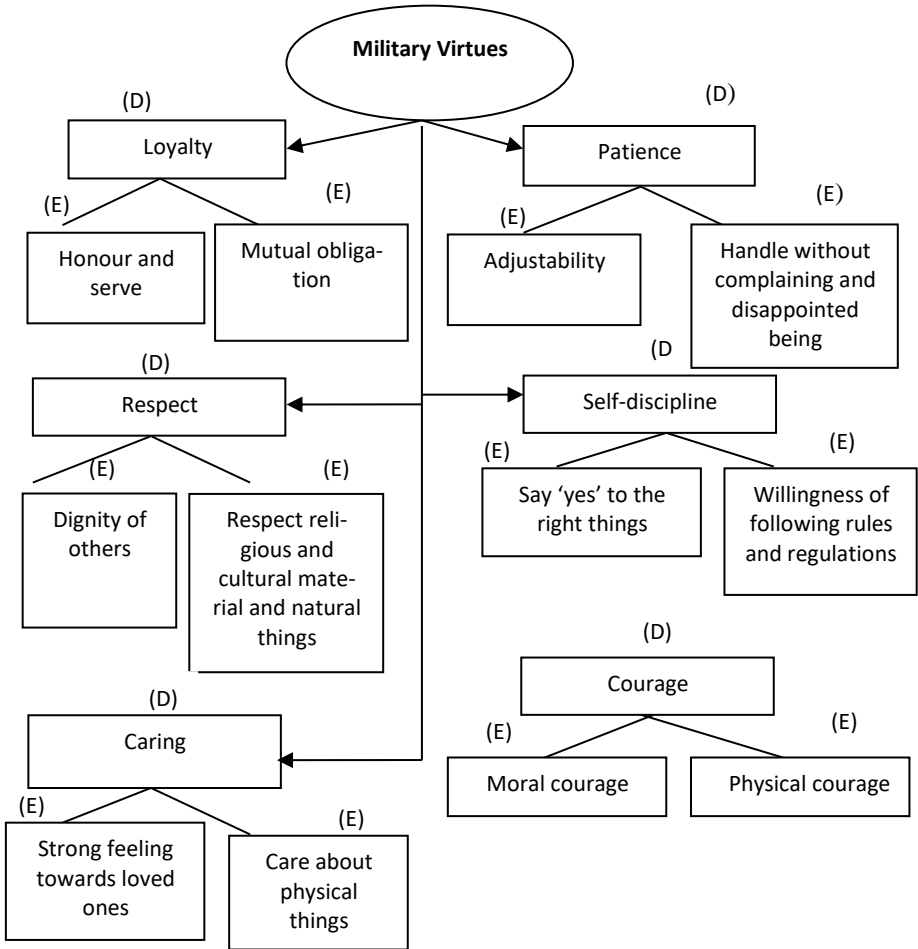 Military Virtues
(D)
Loyalty
(E)
Honour and
serve
(E)
Mutual obliga-
tion
(D)
Patience
(E)
Adjustability
(E)
Handle without
complaining and
disappointed
being
(D)
Respect
(E)
Dignity of
others
(E)
Respect reli-
gious and
cultural mate-
rial and natural
things
(D
Self-discipline
(E)
Say ‘yes’ to the
right things
(E)
Willingness of
following rules
and regulations
(D)
Caring
(E)
Strong feeling
towards loved
ones
(E)
Care about
physical
things
(D)
Courage
(E)
Moral courage
(E)
Physical courage